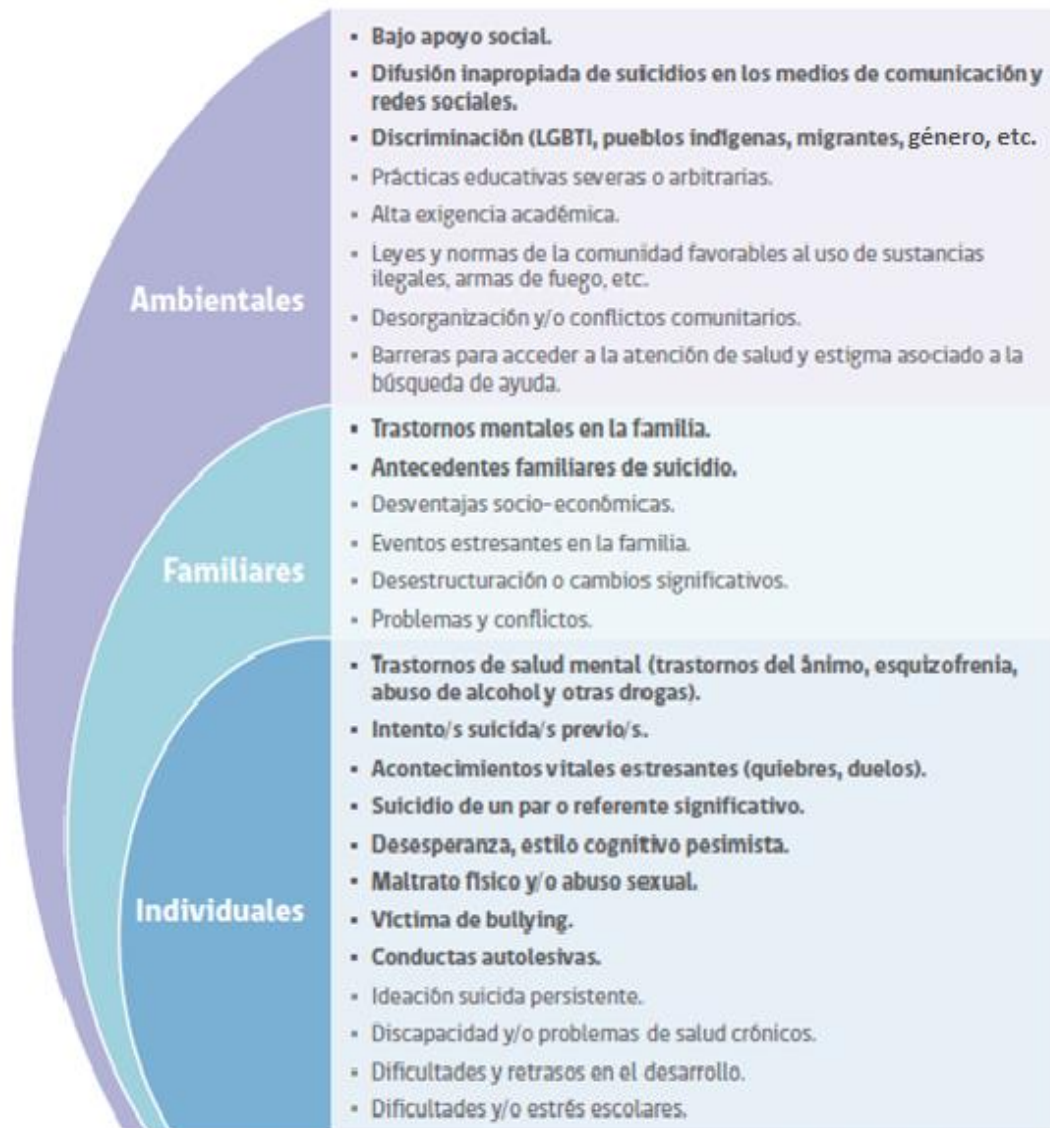 Ambientales
▪ Bajo apoyo social.
▪ Difusión inapropiada de suicidios en los medios de comunicación y
redes sociales.
▪ Discriminación (LGBTI, pueblos indígenas, migrantes, género, etc.
▪ Prácticas educativas severas o arbitrarias.
▪ Alta exigencia académica.
▪ Leyes y normas de la comunidad favorables al uso de sustancias
ilegales, armas de fuego, etc.
▪ Desorganización y/o conflictos comunitarios.
▪ Barreras para acceder a la atención de salud y estigma asociado a la
búsqueda de ayuda.
Familiares
▪ Trastornos mentales en la familia.
▪ Antecedentes familiares de suicidio.
▪ Desventajas socio-económicas.
▪ Eventos estresantes en la familia.
▪ Desestructuración o cambios significativos.
▪ Problemas y conflictos.
Individuales
▪ Trastornos de salud mental (trastornos del ánimo, esquizofrenia,
abuso de alcohol y otras drogas).
▪ Intento/s suicida/s previo/s.
▪ Acontecimientos vitales estresantes (quiebres, duelos).
▪ Suicidio de un par o referente significativo.
▪ Desesperanza, estilo cognitivo pesimista.
▪ Maltrato físico y/o abuso sexual.
▪ Víctima de bullying.
▪ Conductas autolesivas.
▪ Ideación suicida persistente.
▪ Discapacidad y/o problemas de salud crónicos.
▪ Dificultades y retrasos en el desarrollo.
▪ Dificultades y/o estrés escolares.